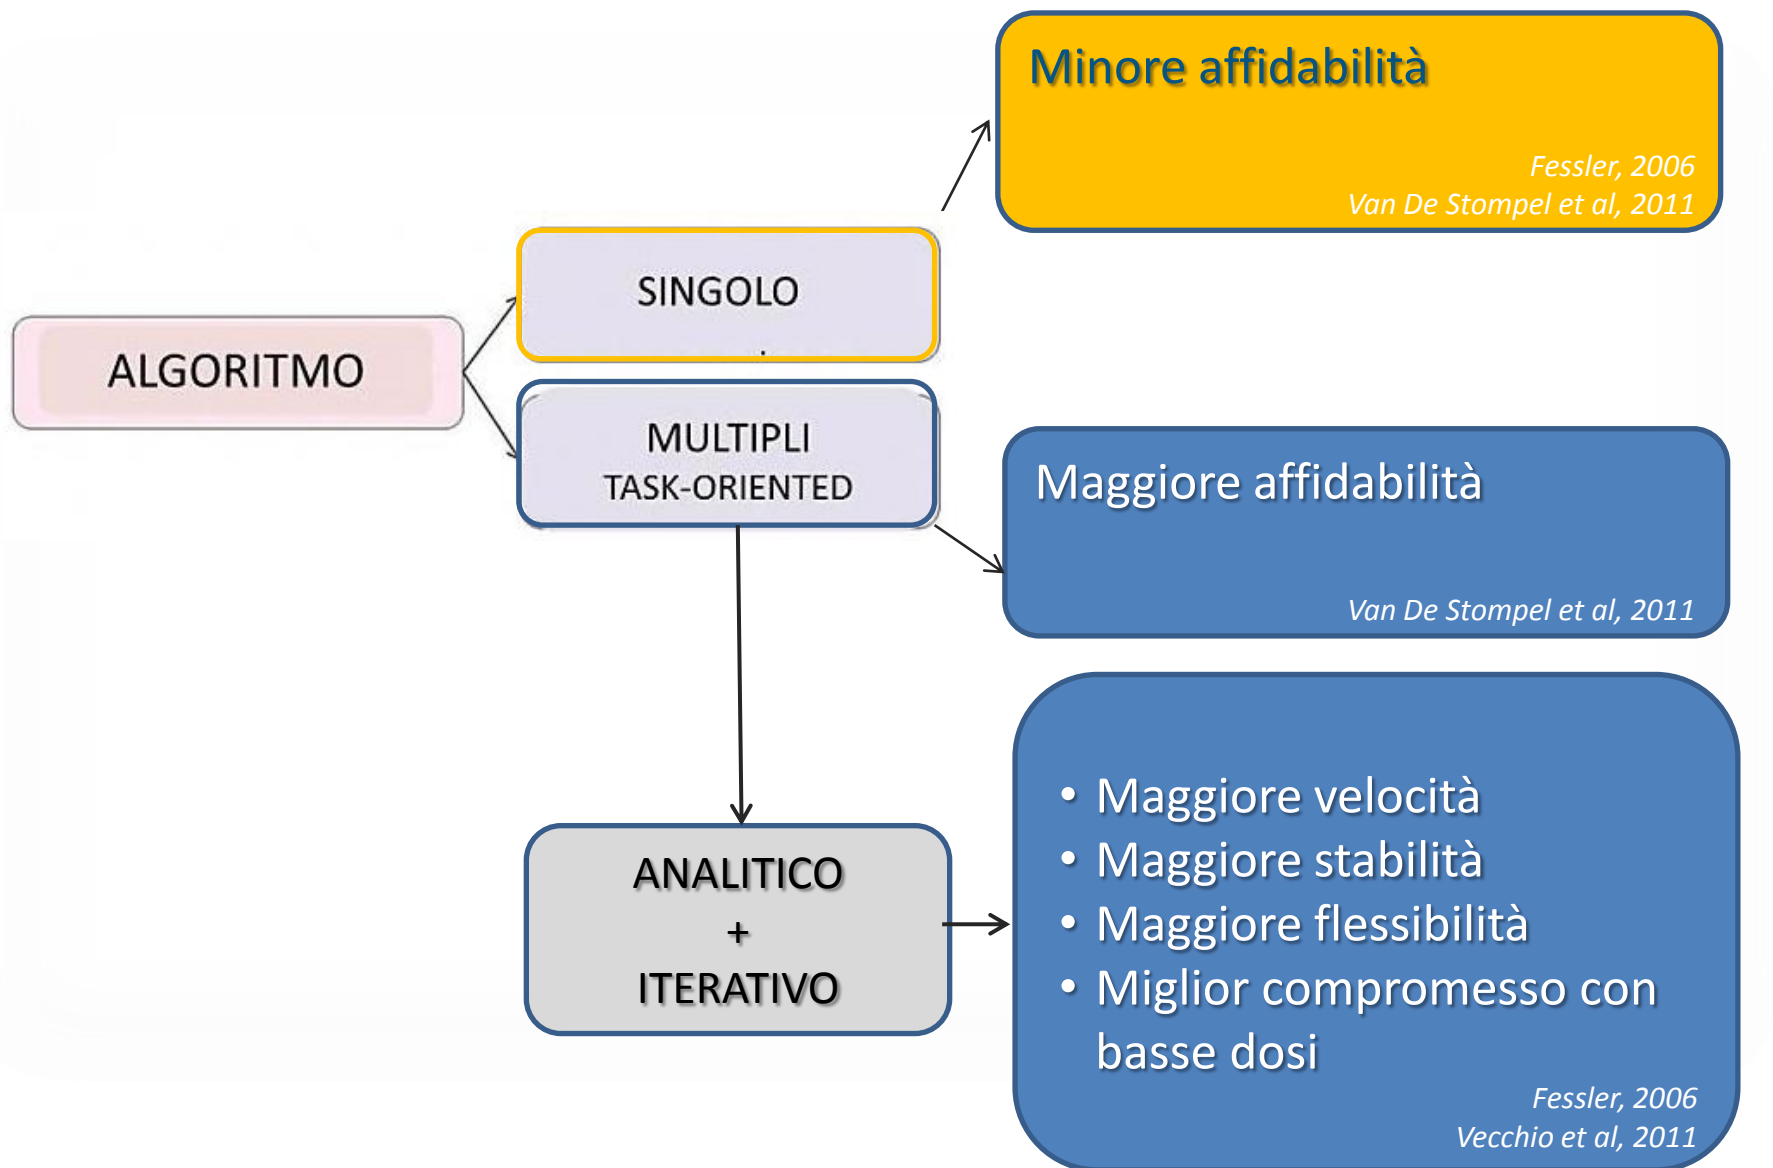 Minore affidabilità
Fessler, 2006
Van De Stompel et al, 2011
SINGOLO
ALGORITMO
MULTIPLI
TASK-ORIENTED
Maggiore affidabilità
Van De Stompel et al, 2011
• Maggiore velocità
• Maggiore stabilità
• Maggiore flessibilità
• Miglior compromesso con
basse dosi
Fessler, 2006
Vecchio et al, 2011
ANALITICO
+
ITERATIVO